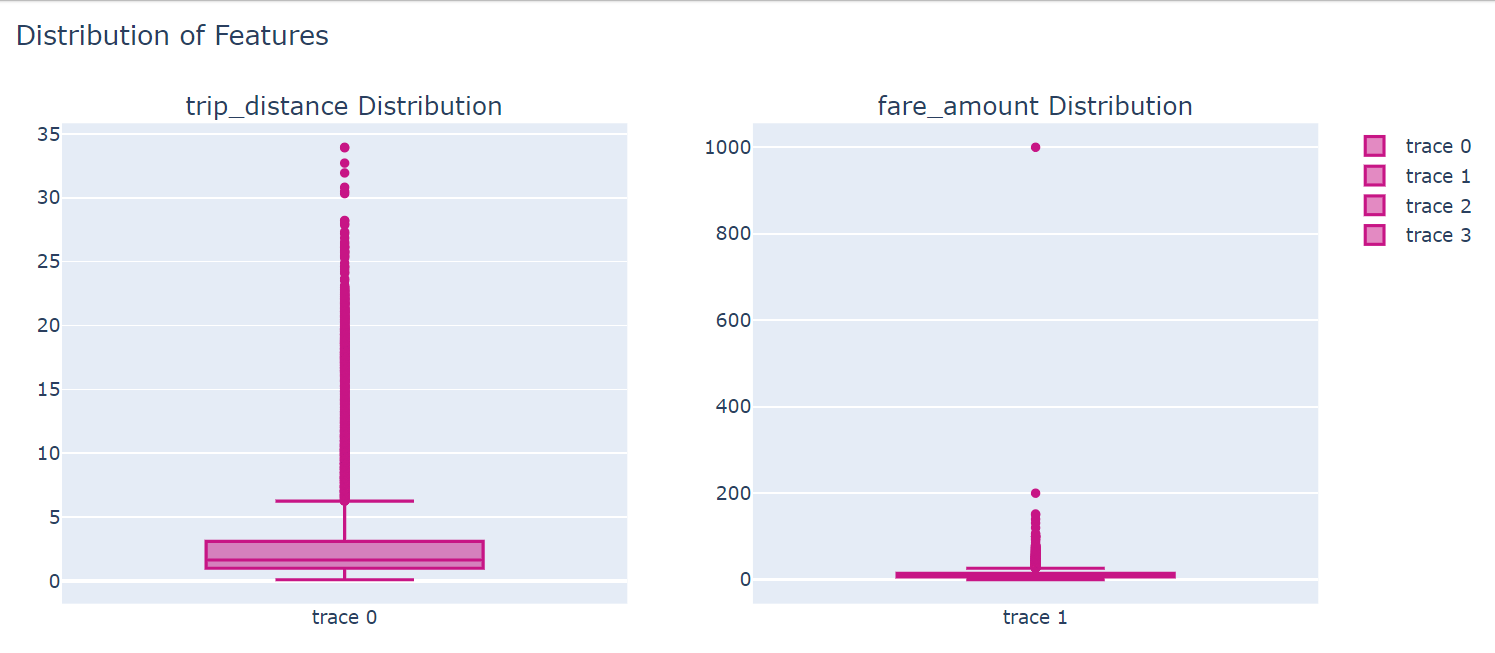 Distribution of Features
trip_distance Distribution
35
30
25
20
15
10
5
0
trace 0
fare_amount Distribution
1000
800
600
400
200
0
trace 1
trace 0
trace 1
trace 2
trace 3